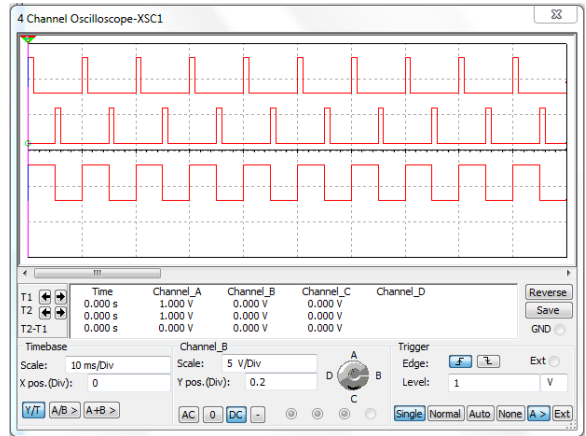 4 Channel Oscilloscope-XSC1
T1
T2
T2-T1
Time Channel_A Channel_B Channel_C Channel_D
0.000 s 1.000 V 0.000 V 0.000 V
0.000 s 1.000 V 0.000 V 0.000 V
0.000 s 0.000 V 0.000 V 0.000 V
Reverse
Save
GND
Timebase
Scale: 10 ms/Div
X pos.(Div): 0
Y/T A/B > A+B >
Channel_B
Scale: 5 V/Div
Y pos.(Div): 0.2
AC 0 DC -
A
B
C
D
Trigger
Edge: Ext
Level: 1 V
Single Normal Auto None A > Ext